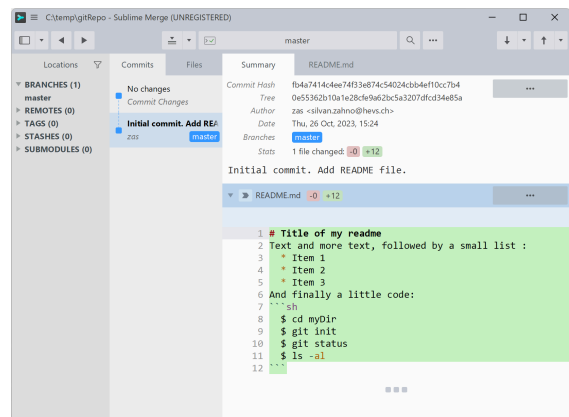 C:\temp\gitRepo - Sublime Merge (UNREGISTERED)
master
Locations
BRANCHES (1)
master
REMOTES (0)
TAGS (0)
STASHES (0)
SUBMODULES (0)
Commits Files
No changes
Commit Changes
Initial commit. Add REA
zas master
Summary README.md
Commit Hash fb4a7414c4ee74f33e874c54024cbb4ef10cc7b4
Tree 0e55362b10a1e28cfe9a62bc5a3207dfcd34e85a
Author zas <silvan.zahno@hevs.ch>
Date Thu, 26 Oct, 2023, 15:24
Branches master
Stats 1 file changed: -0 +12
Initial commit. Add README file.
README.md -0 +12
1 # Title of my readme
2 Text and more text, followed by a small list :
3 * Item 1
4 * Item 2
5 * Item 3
6 And finally a little code:
7 ```sh
8 $ cd myDir
9 $ git init
10 $ git status
11 $ ls -al
12 ```